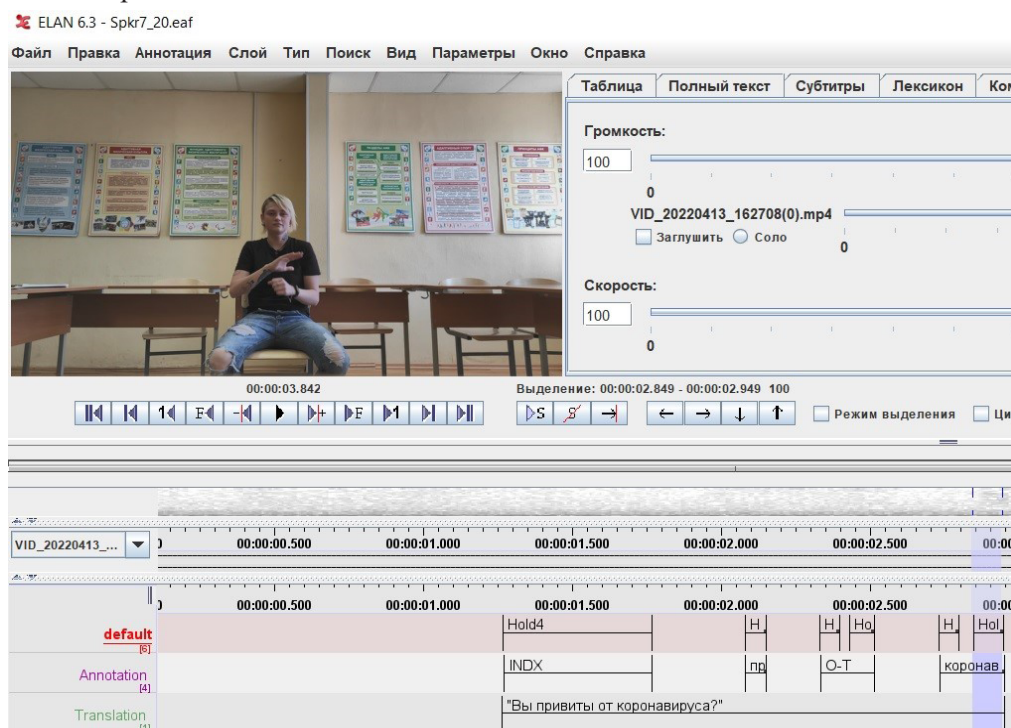 ELAN 6.3 - Spkr7_20.eaf
Файл Правка Аннотация Слой Тип Поиск Вид Параметры Окно Справка
Таблица Полный текст Субтитры Лексикон
Громкость:
100
0
VID_20220413_162708(0).mp4
Заглушить Соло
0
Скорость:
100
0
00:00:03.842
Выделение: 00:00:02.849 - 00:00:02.949 100
Режим выделения
VID_20220413_...
00:00:00.500 00:00:01.000 00:00:01.500 00:00:02.000 00:00:02.500
00:00:00.500 00:00:01.000 00:00:01.500 00:00:02.000 00:00:02.500
default
[6]
Hold4 H H Ho H Hol
Annotation
[4]
INDX пр О-Т коронав
Translation
[1]
"Вы привиты от коронавируса?"